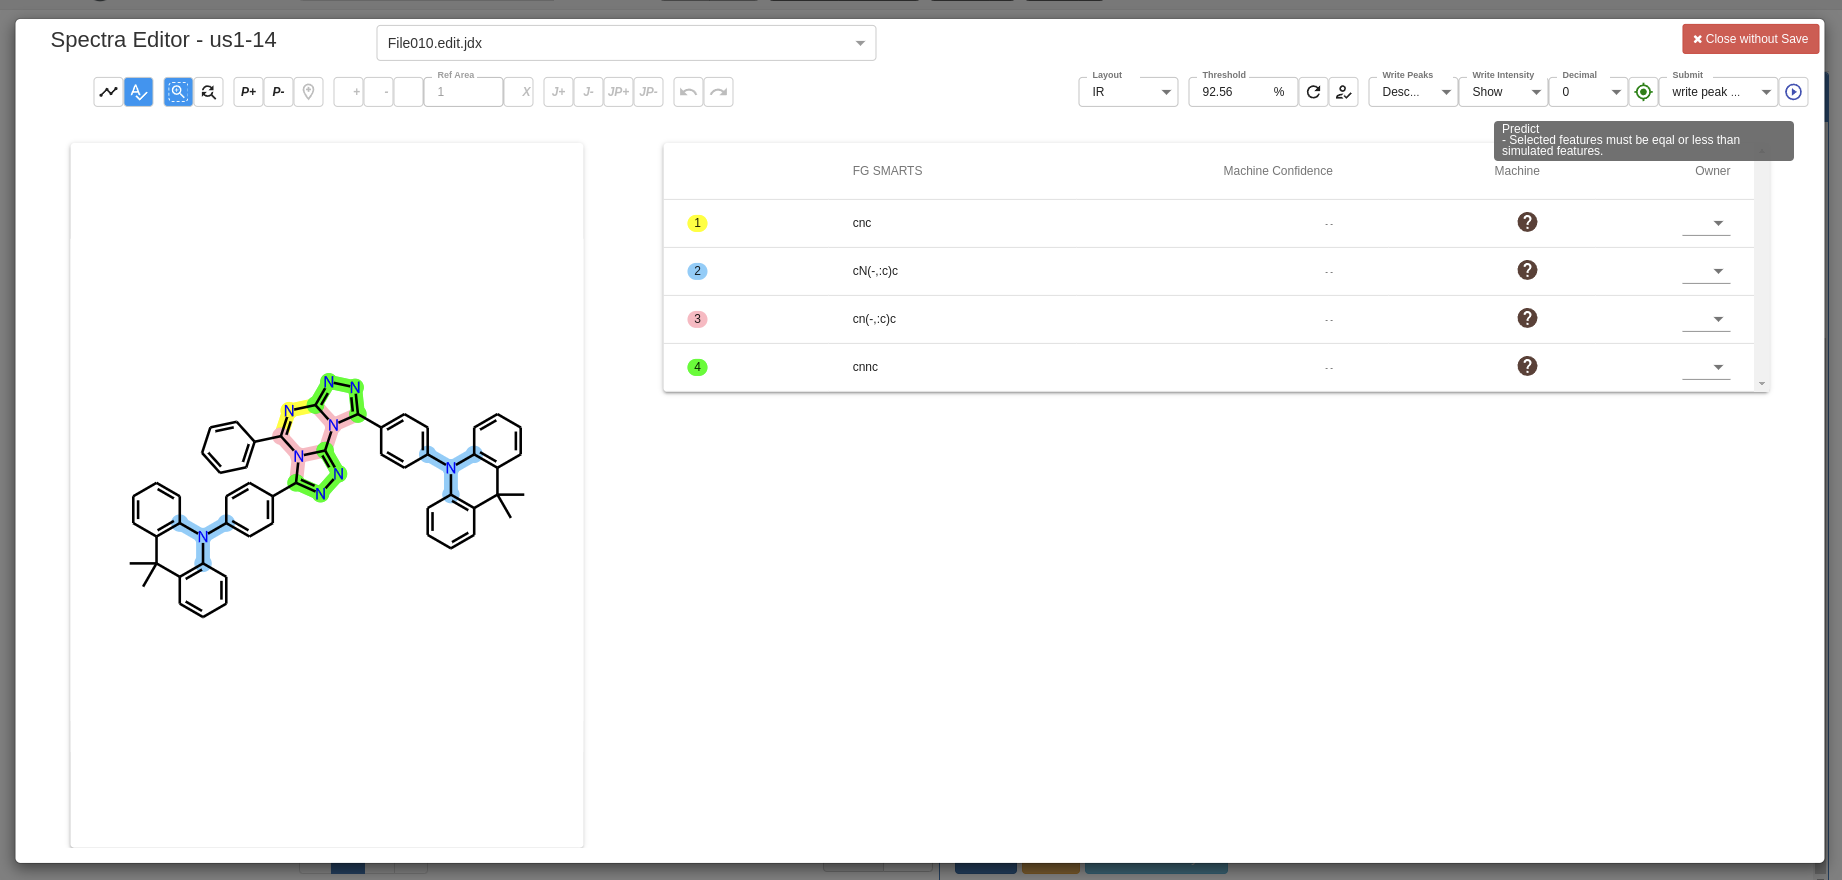 Spectra Editor - us1-14
File010.edit.jdx
✖ Close without Save
P+ P- + - Ref Area 1 X J+ J- JP+ JP-
Layout IR Threshold 92.56 % Write Peaks Desc... Write Intensity Show Decimal 0 Submit write peak ...
Predict
- Selected features must be eqal or less than
simulated features.
FG SMARTS Machine Confidence Machine Owner
1 cnc - - ?
2 cN(-,:c)c - - ?
3 cn(-,:c)c - - ?
4 cnnc - - ?
N N
N
N
N
N
N
N
N